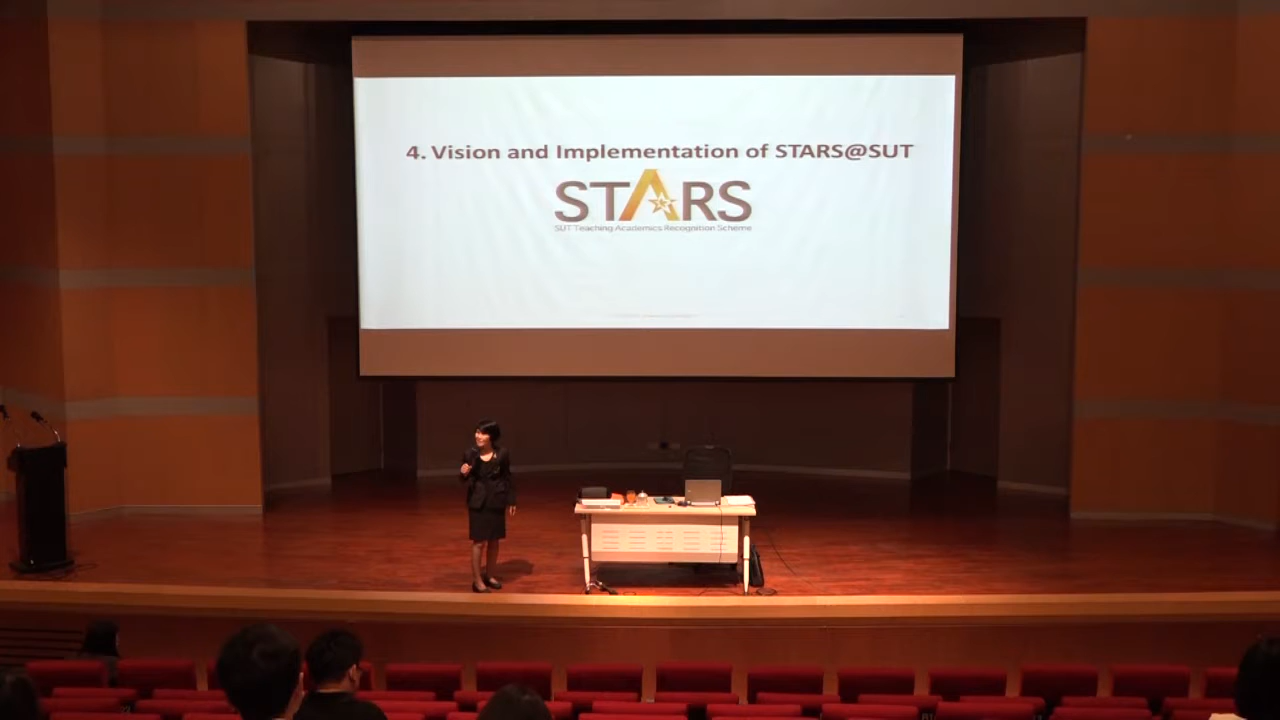 4. Vision and Implementation of STARS@SUT
STARS
SUT Teaching Academics Recognition Scheme